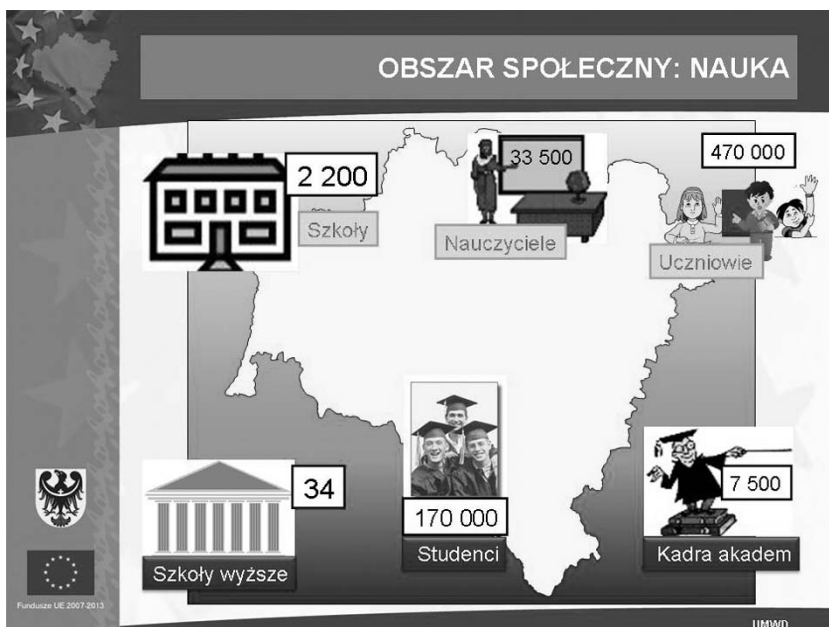 OBSZAR SPOŁECZNY: NAUKA
2 200
Szkoły
33 500
Nauczyciele
470 000
Uczniowie
34
Szkoły wyższe
170 000
Studenci
7 500
Kadra akadem
Fundusze UE 2007-2013
UMWD